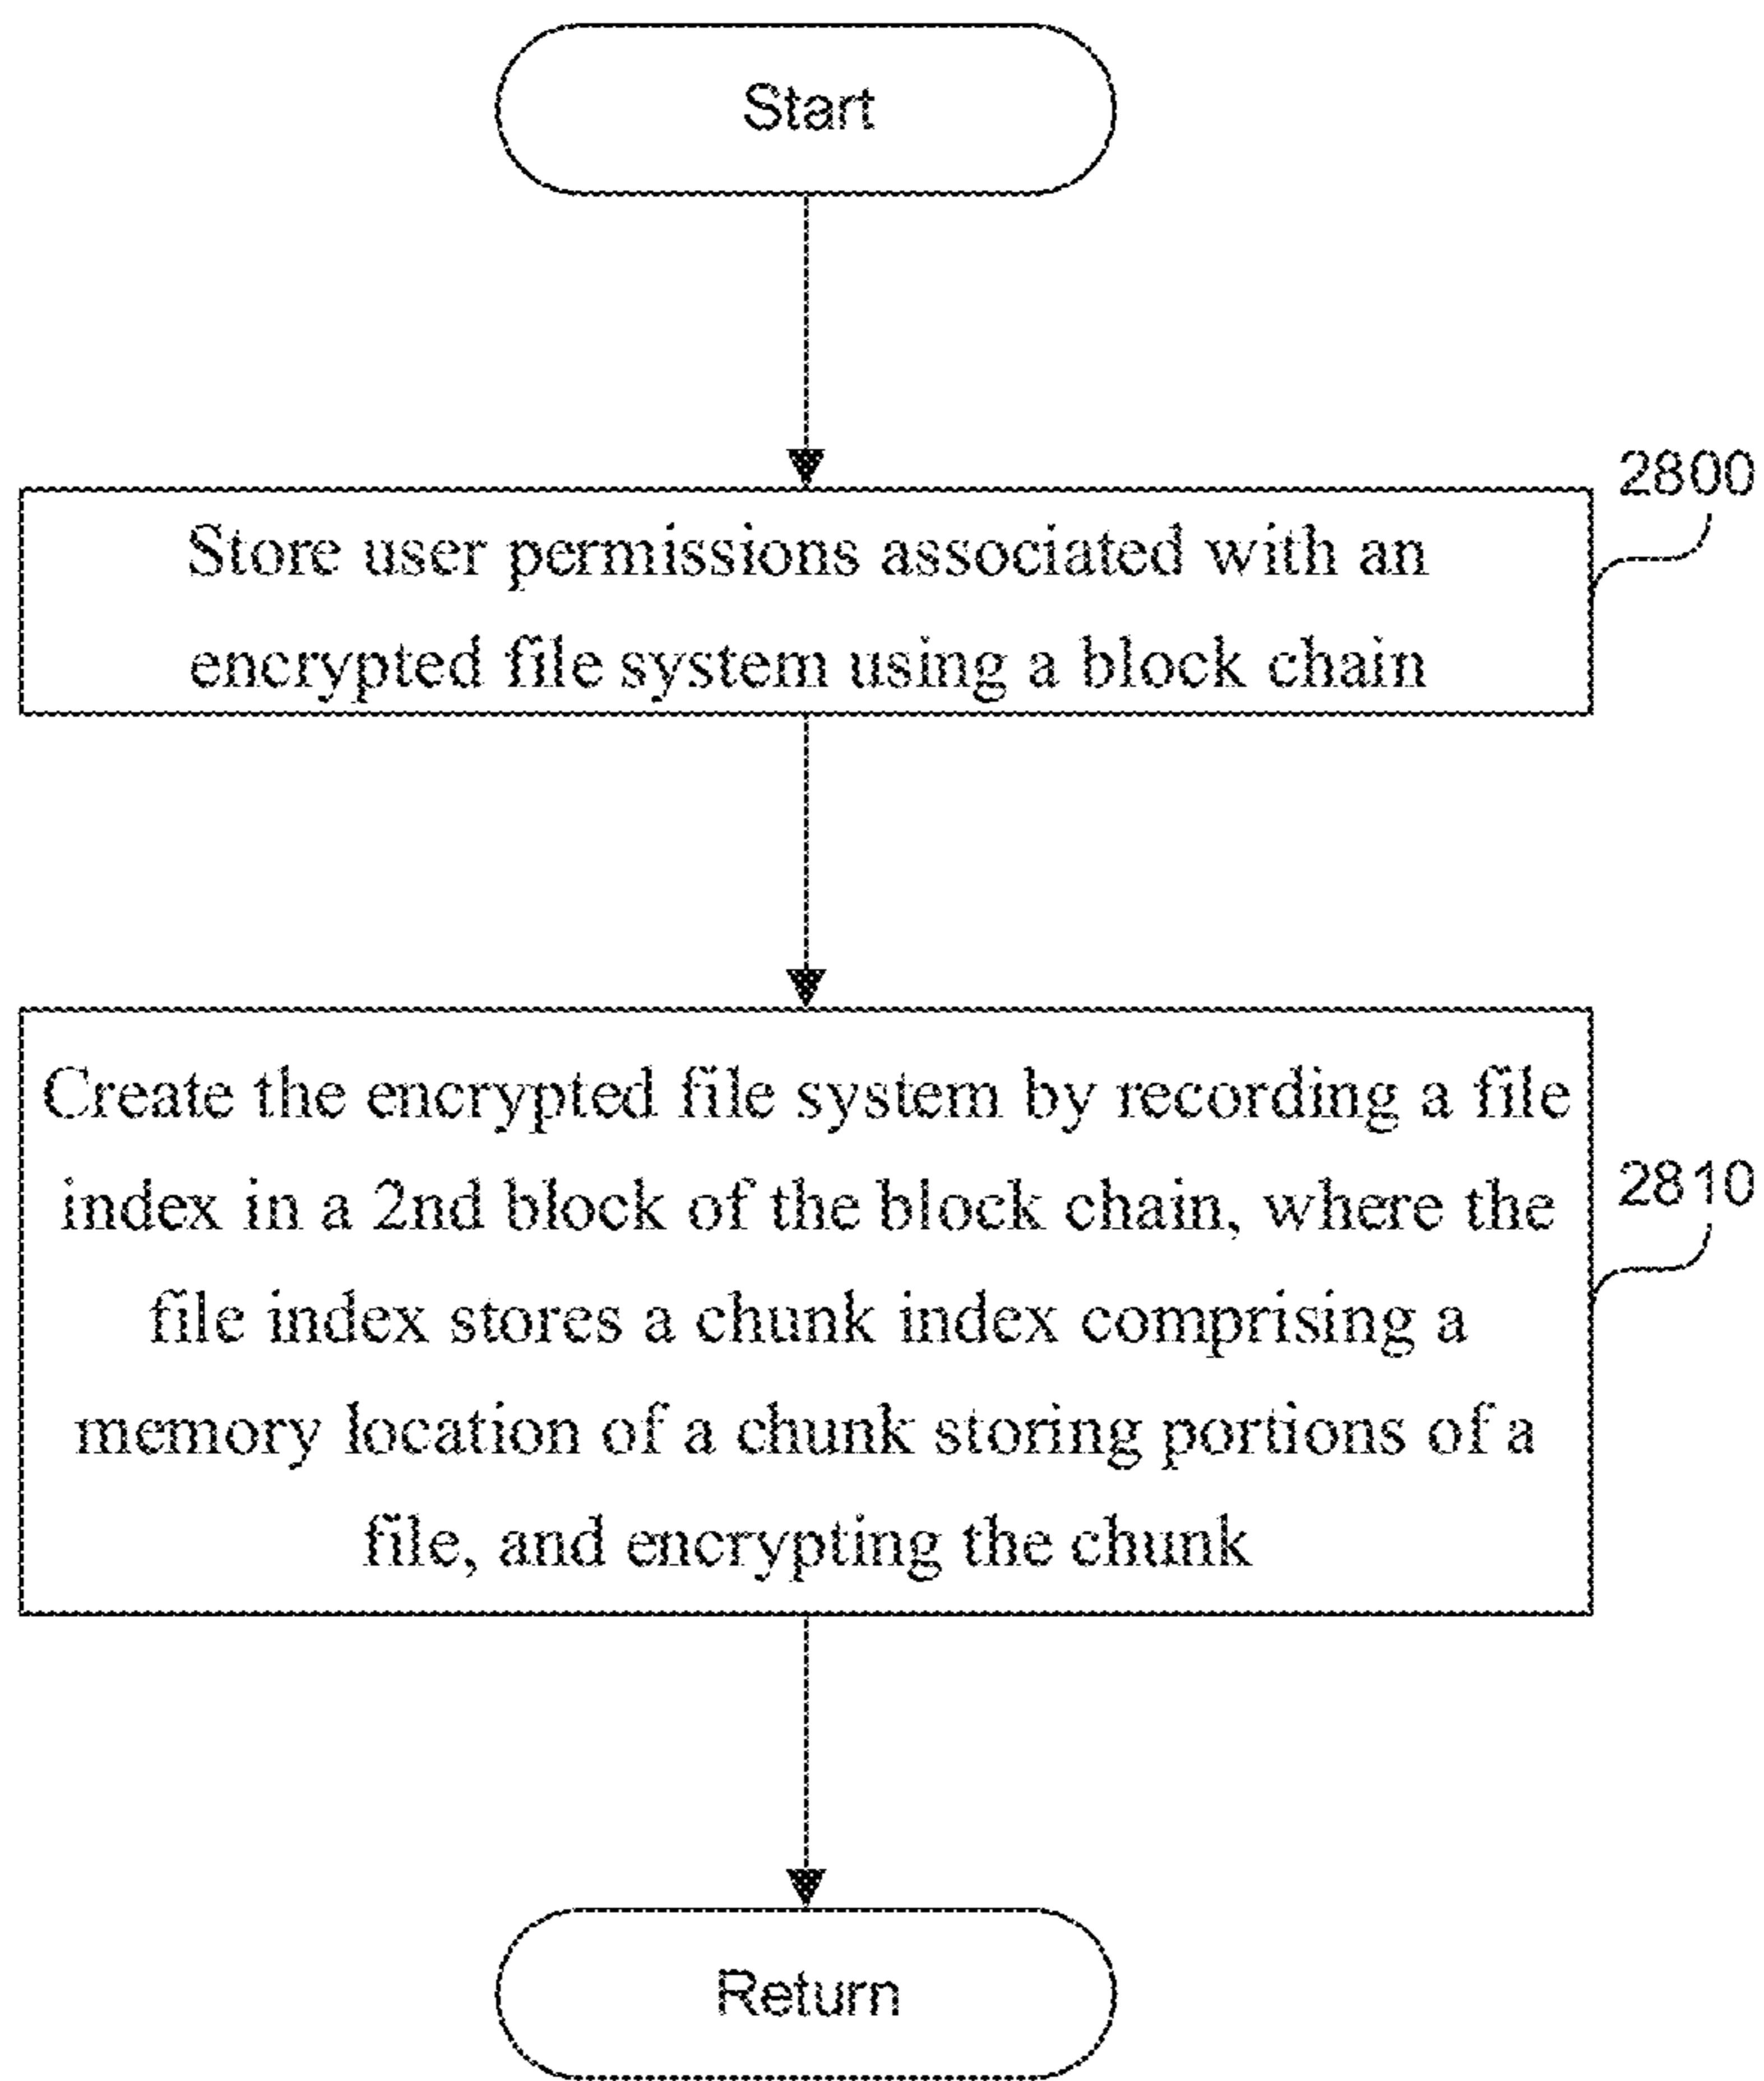 Start
2800
Store user permissions associated with an
encrypted file system using a block chain
Create the encrypted file system by recording a file
index in a 2nd block of the block chain, where the
2810
file index stores a chunk index comprising a
memory location of a chunk storing portions of a
file, and encrypting the chunk
Return